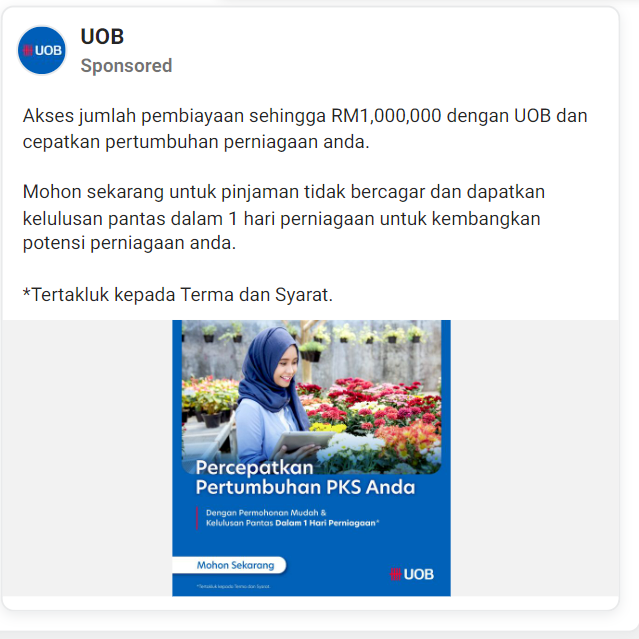 UOB
UOB
Sponsored
Akses jumlah pembiayaan sehingga RM1,000,000 dengan UOB dan
cepatkan pertumbuhan perniagaan anda.
Mohon sekarang untuk pinjaman tidak bercagar dan dapatkan
kelulusan pantas dalam 1 hari perniagaan untuk kembangkan
potensi perniagaan anda.
*Tertakluk kepada Terma dan Syarat.
Percepatkan
Pertumbuhan PKS Anda
Dengan Permohonan Mudah &
Kelulusan Pantas Dalam 1 Hari Perniagaan*
Mohon Sekarang
UOB
*Tertakluk kepada Terma dan Syarat.